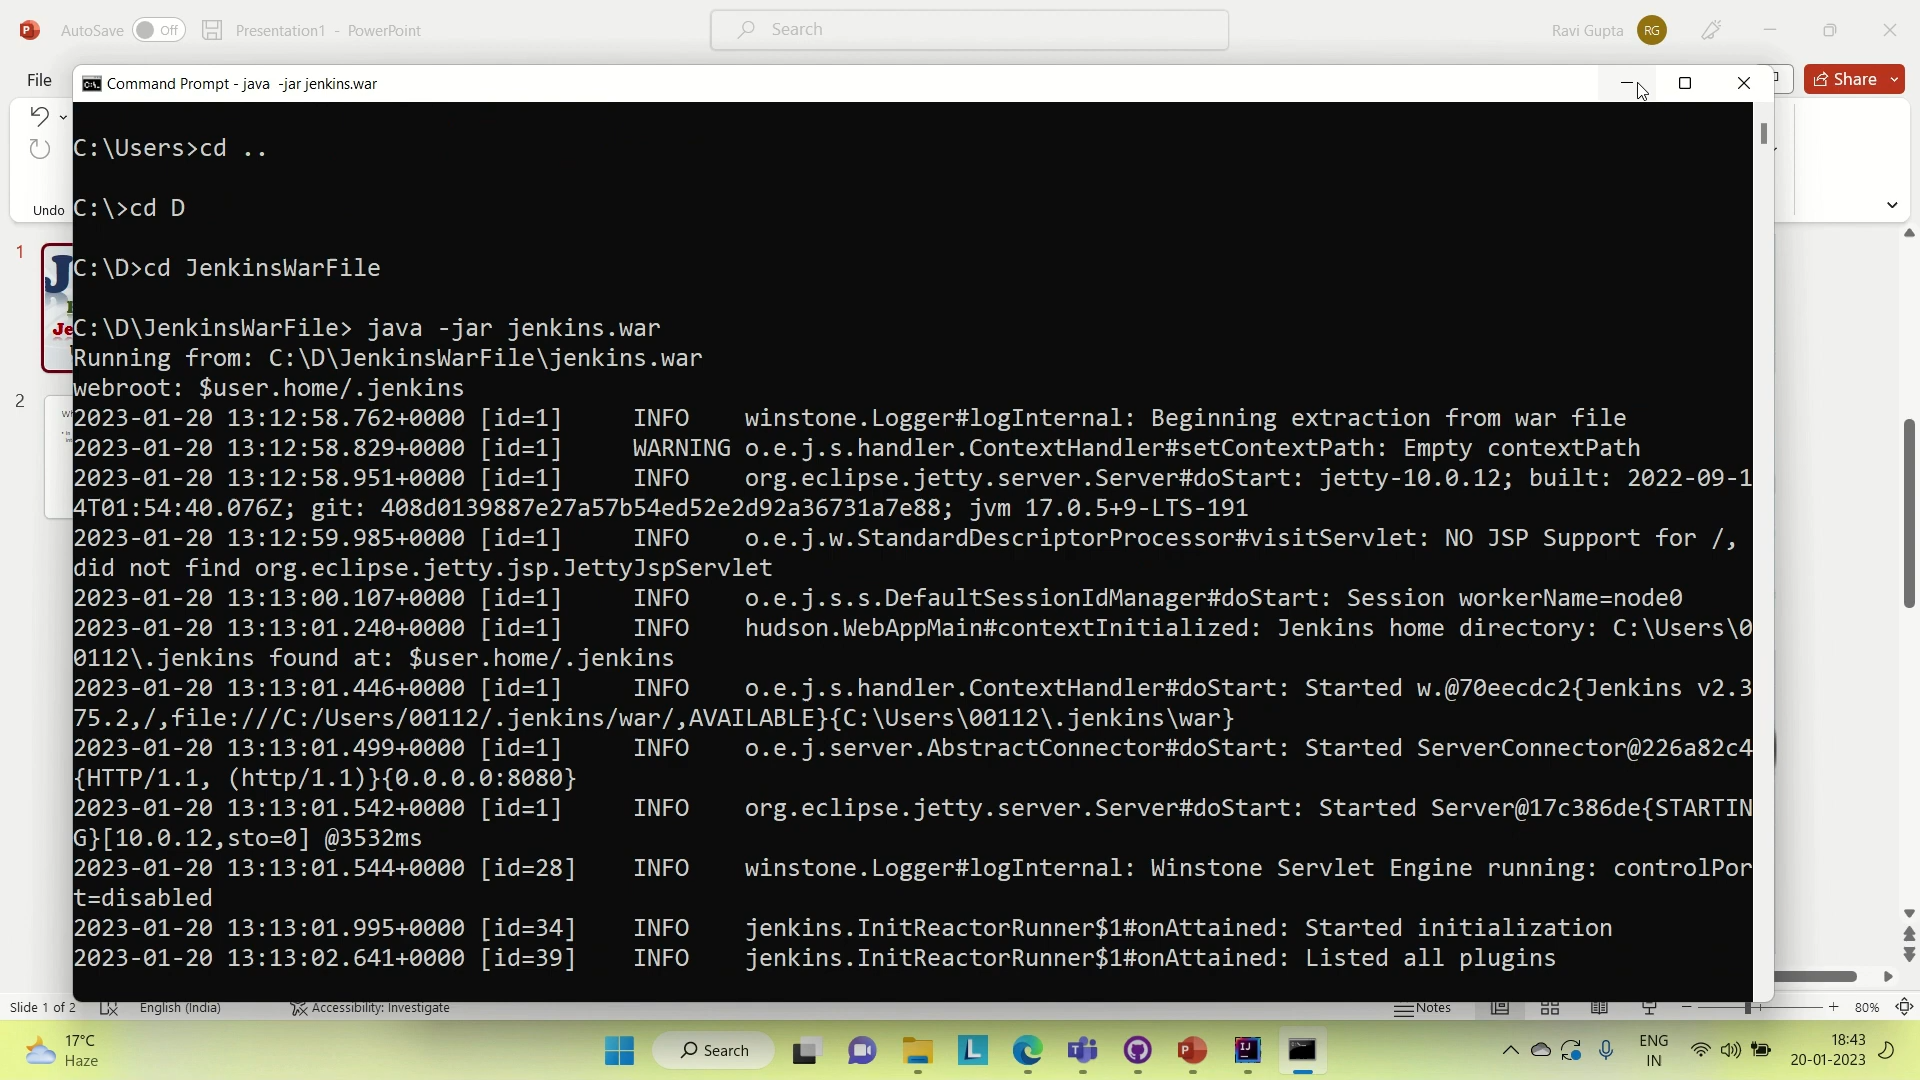 AutoSave Off Presentation1 - PowerPoint Search Ravi Gupta RG
File Share
Command Prompt - java -jar jenkins.war
Undo
C:\Users>cd ..
C:\>cd D
C:\D>cd JenkinsWarFile
C:\D\JenkinsWarFile> java -jar jenkins.war
Running from: C:\D\JenkinsWarFile\jenkins.war
webroot: $user.home/.jenkins
2023-01-20 13:12:58.762+0000 [id=1] INFO winstone.Logger#logInternal: Beginning extraction from war file
2023-01-20 13:12:58.829+0000 [id=1] WARNING o.e.j.s.handler.ContextHandler#setContextPath: Empty contextPath
2023-01-20 13:12:58.951+0000 [id=1] INFO org.eclipse.jetty.server.Server#doStart: jetty-10.0.12; built: 2022-09-1
4T01:54:40.076Z; git: 408d0139887e27a57b54ed52e2d92a36731a7e88; jvm 17.0.5+9-LTS-191
2023-01-20 13:12:59.985+0000 [id=1] INFO o.e.j.w.StandardDescriptorProcessor#visitServlet: NO JSP Support for /,
did not find org.eclipse.jetty.jsp.JettyJspServlet
2023-01-20 13:13:00.107+0000 [id=1] INFO o.e.j.s.s.DefaultSessionIdManager#doStart: Session workerName=node0
2023-01-20 13:13:01.240+0000 [id=1] INFO hudson.WebAppMain#contextInitialized: Jenkins home directory: C:\Users\0
0112\.jenkins found at: $user.home/.jenkins
2023-01-20 13:13:01.446+0000 [id=1] INFO o.e.j.s.handler.ContextHandler#doStart: Started w.@70eecdc2{Jenkins v2.3
75.2,/,file:///C:/Users/00112/.jenkins/war/,AVAILABLE}{C:\Users\00112\.jenkins\war}
2023-01-20 13:13:01.499+0000 [id=1] INFO o.e.j.server.AbstractConnector#doStart: Started ServerConnector@226a82c4
{HTTP/1.1, (http/1.1)}{0.0.0.0:8080}
2023-01-20 13:13:01.542+0000 [id=1] INFO org.eclipse.jetty.server.Server#doStart: Started Server@17c386de{STARTIN
G}[10.0.12,sto=0] @3532ms
2023-01-20 13:13:01.544+0000 [id=28] INFO winstone.Logger#logInternal: Winstone Servlet Engine running: controlPor
t=disabled
2023-01-20 13:13:01.995+0000 [id=34] INFO jenkins.InitReactorRunner$1#onAttained: Started initialization
2023-01-20 13:13:02.641+0000 [id=39] INFO jenkins.InitReactorRunner$1#onAttained: Listed all plugins
1
J
Je
2
Slide 1 of 2 English (India) Accessibility: Investigate Notes 80%
17°C
Haze
Search
ENG
IN
18:43
20-01-2023